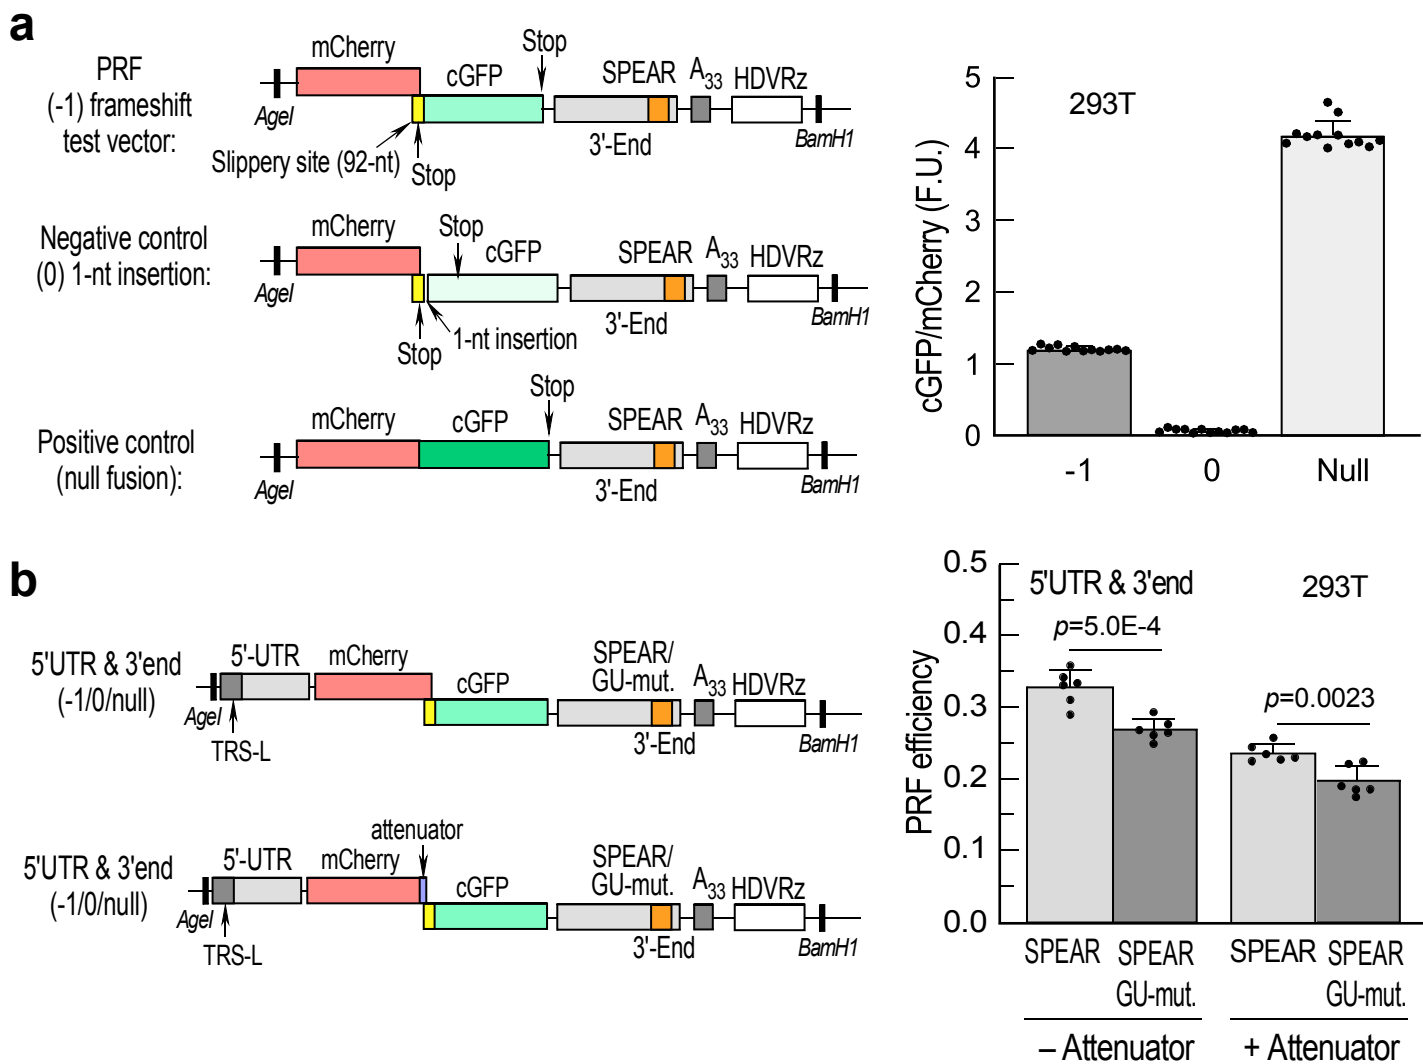 a
PRF
(-1) frameshift
test vector:
mCherry
cGFP
Stop
SPEAR
A33
HDVRz
AgeI
Slippery site (92-nt)
Stop
3'-End
BamH1
Negative control
(0) 1-nt insertion:
mCherry
Stop
cGFP
SPEAR
A33
HDVRz
AgeI
Stop
1-nt insertion
3'-End
BamH1
Positive control
(null fusion):
mCherry
cGFP
Stop
SPEAR
A33
HDVRz
AgeI
3'-End
BamH1
cGFP/mCherry (F.U.)
293T
5
4
3
2
1
0
-1
0
Null
b
5'UTR & 3'end
(-1/0/null)
5'-UTR
mCherry
cGFP
SPEAR/
GU-mut.
A33
HDVRz
AgeI
TRS-L
3'-End
BamH1
5'UTR & 3'end
(-1/0/null)
5'-UTR
mCherry
attenuator
cGFP
SPEAR/
GU-mut.
A33
HDVRz
AgeI
TRS-L
3'-End
BamH1
PRF efficiency
0.5
0.4
0.3
0.2
0.1
0.0
5'UTR & 3'end
293T
p=5.0E-4
p=0.0023
SPEAR
SPEAR
GU-mut.
SPEAR
SPEAR
GU-mut.
– Attenuator
+ Attenuator